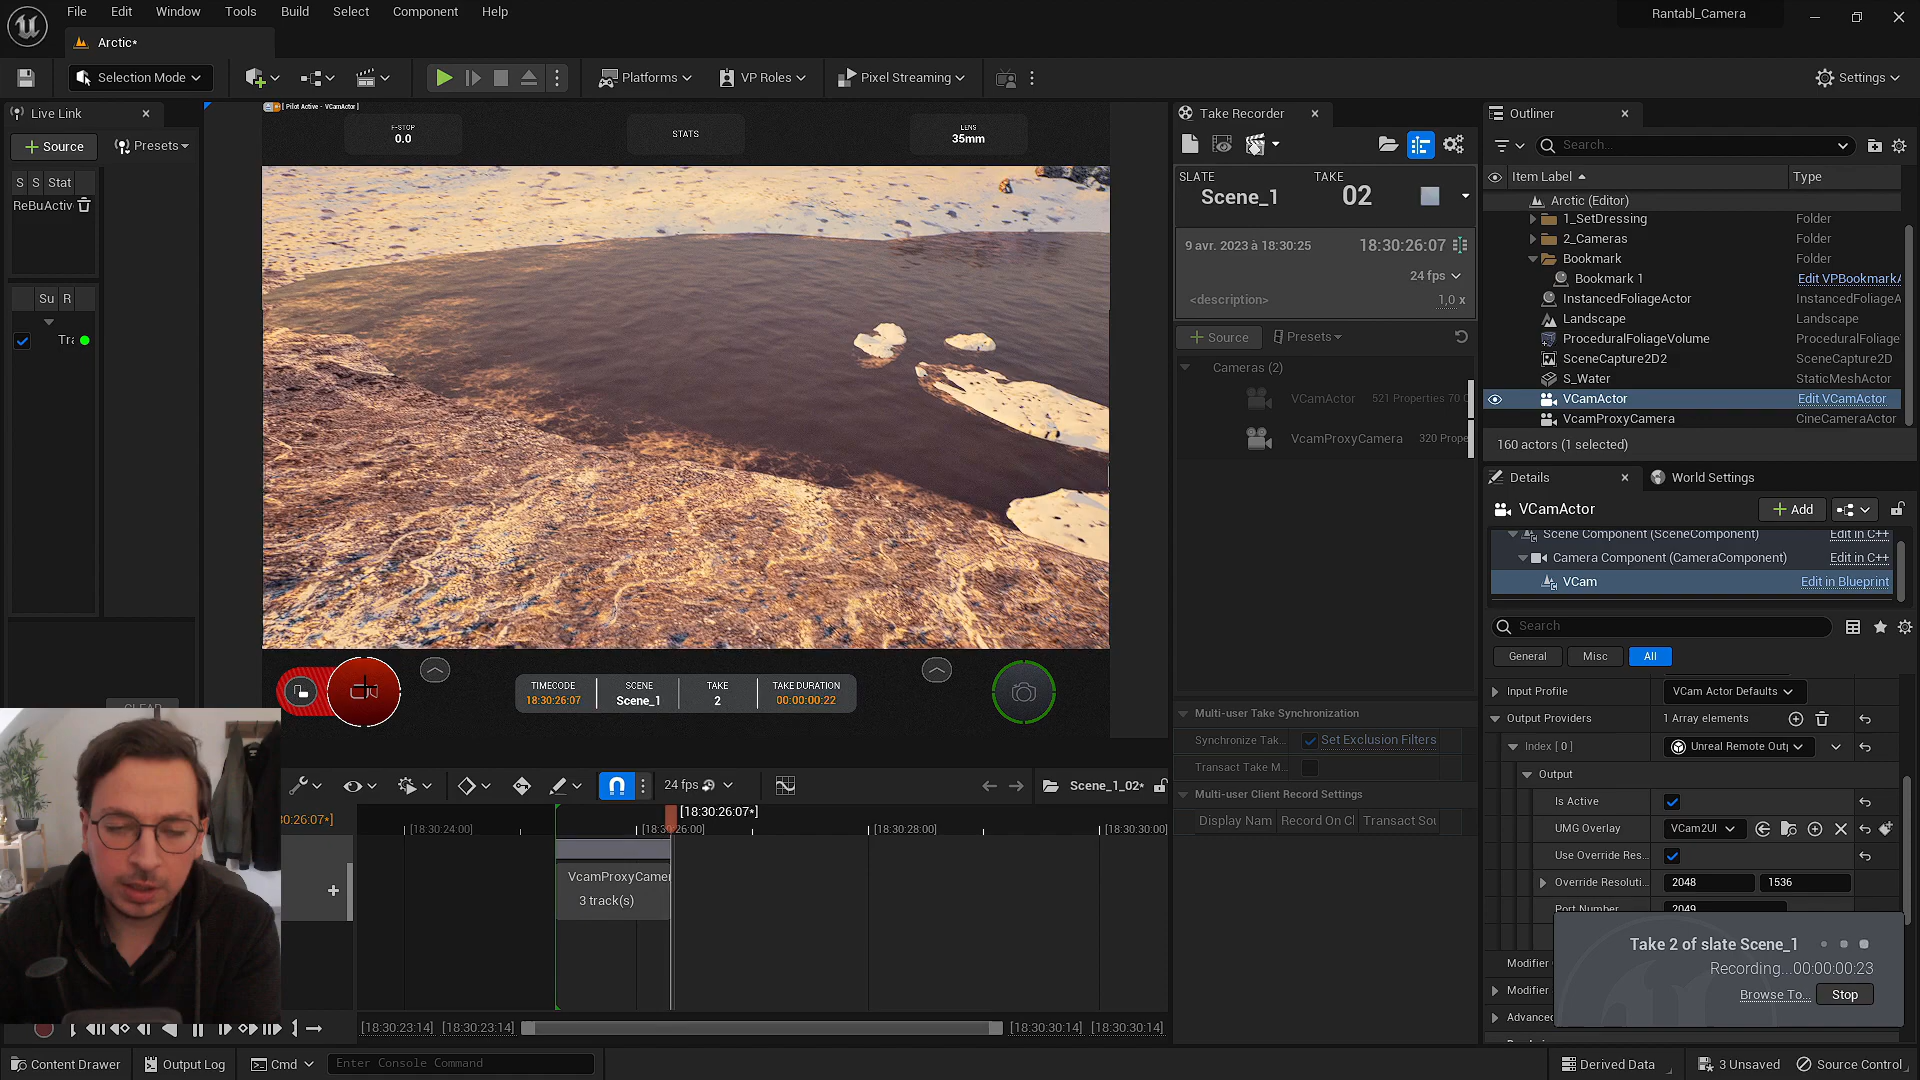 File Edit Window Tools Build Select Component Help
Rantabl_Camera
Arctic*
Selection Mode
Platforms
VP Roles
Pixel Streaming
Settings
Live Link
Source
Presets
S S Stat
ReBuActiv
Su R
[ Pilot Active - VCamActor ]
F-STOP
0.0
STATS
LENS
35mm
TIMECODE
18:30:26:07
SCENE
Scene_1
TAKE
2
TAKE DURATION
00:00:00:22
24 fps
Scene_1_02*
[18:30:26:07*]
30:26:07*]
[18:30:24:00]
[18:30:28:00]
[18:30:30:00]
VcamProxyCamer
3 track(s)
[18:30:23:14] [18:30:23:14]
[18:30:30:14] [18:30:30:14]
Take Recorder
SLATE
Scene_1
TAKE
02
9 avr. 2023 à 18:30:25
18:30:26:07
24 fps
<description>
1,0 x
Source
Presets
Cameras (2)
VCamActor 521 Properties 70 C
VcamProxyCamera 320 Prope
Multi-user Take Synchronization
Synchronize Tak...
Set Exclusion Filters
Transact Take M...
Multi-user Client Record Settings
Display Nam Record On Cl Transact Sou
Outliner
Search...
Item Label Type
Arctic (Editor)
1_SetDressing Folder
2_Cameras Folder
Bookmark Folder
Bookmark 1 Edit VPBookmarkA
InstancedFoliageActor InstancedFoliageA
Landscape Landscape
ProceduralFoliageVolume ProceduralFoliage
SceneCapture2D2 SceneCapture2D
S_Water StaticMeshActor
VCamActor Edit VCamActor
VcamProxyCamera CineCameraActor
160 actors (1 selected)
Details
World Settings
VCamActor
Add
Scene Component (SceneComponent) Edit in C++
Camera Component (CameraComponent) Edit in C++
VCam Edit in Blueprint
Search
General Misc All
Input Profile VCam Actor Defaults
Output Providers 1 Array elements
Index [ 0 ] Unreal Remote Outp
Output
Is Active
UMG Overlay VCam2UI
Use Override Res...
Override Resoluti... 2048 1536
Port Number 2049
Modifier
Modifier
Advanced
Take 2 of slate Scene_1
Recording...00:00:00:23
Browse To...
Stop
Content Drawer
Output Log
Cmd
Enter Console Command
Derived Data
3 Unsaved
Source Control